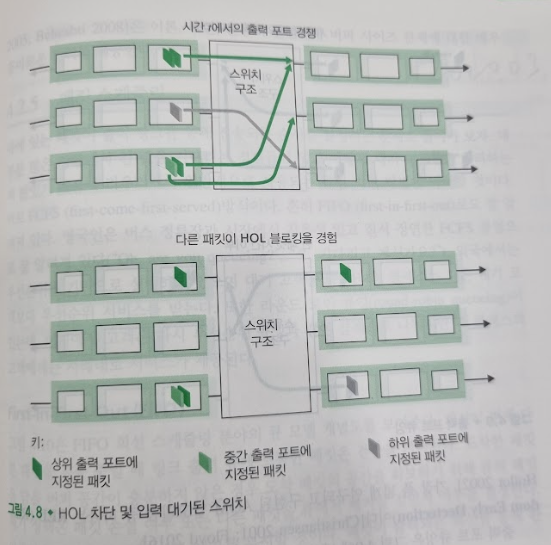 시간 t에서의 출력 포트 경쟁
스위치
구조
다른 패킷이 HOL 블로킹을 경험
스위치
구조
키:
상위 출력 포트에
지정된 패킷
중간 출력 포트에
지정된 패킷
하위 출력 포트에
지정된 패킷
그림 4.8 ✦ HOL 차단 및 입력 대기된 스위치